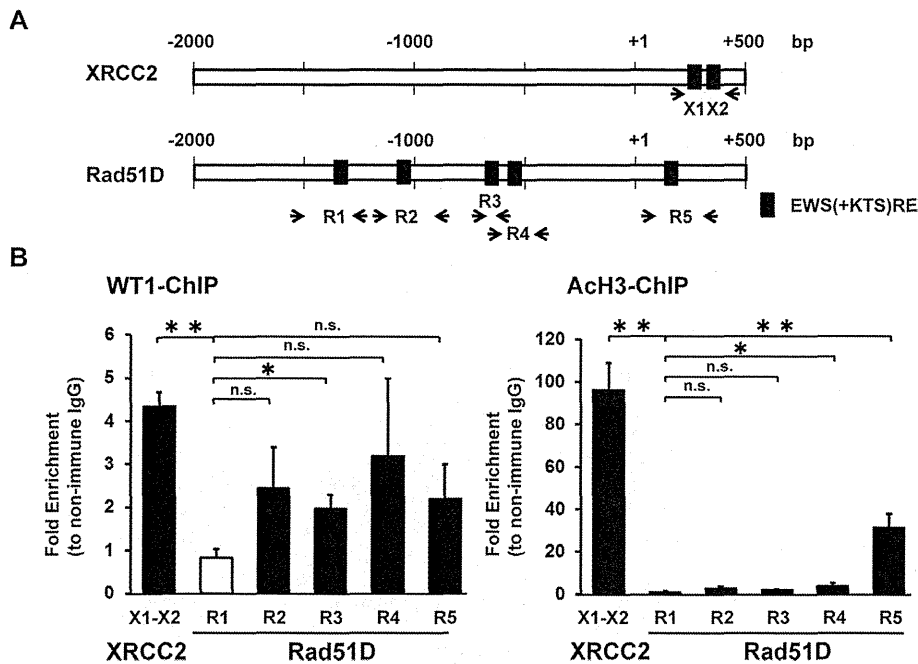 A
-2000 -1000 +1 +500 bp
XRCC2
X1X2
-2000 -1000 +1 +500 bp
Rad51D
R1 R2 R3 R4 R5
EWS(+KTS)RE
B
WT1-ChIP
Fold Enrichment
(to non-immune IgG)
6
5
4
3
2
1
0
* *
n.s.
n.s.
*
n.s.
X1-X2 R1 R2 R3 R4 R5
XRCC2 Rad51D
AcH3-ChIP
Fold Enrichment
(to non-immune IgG)
120
100
80
60
40
20
0
* * * *
*
n.s.
n.s.
X1-X2 R1 R2 R3 R4 R5
XRCC2 Rad51D